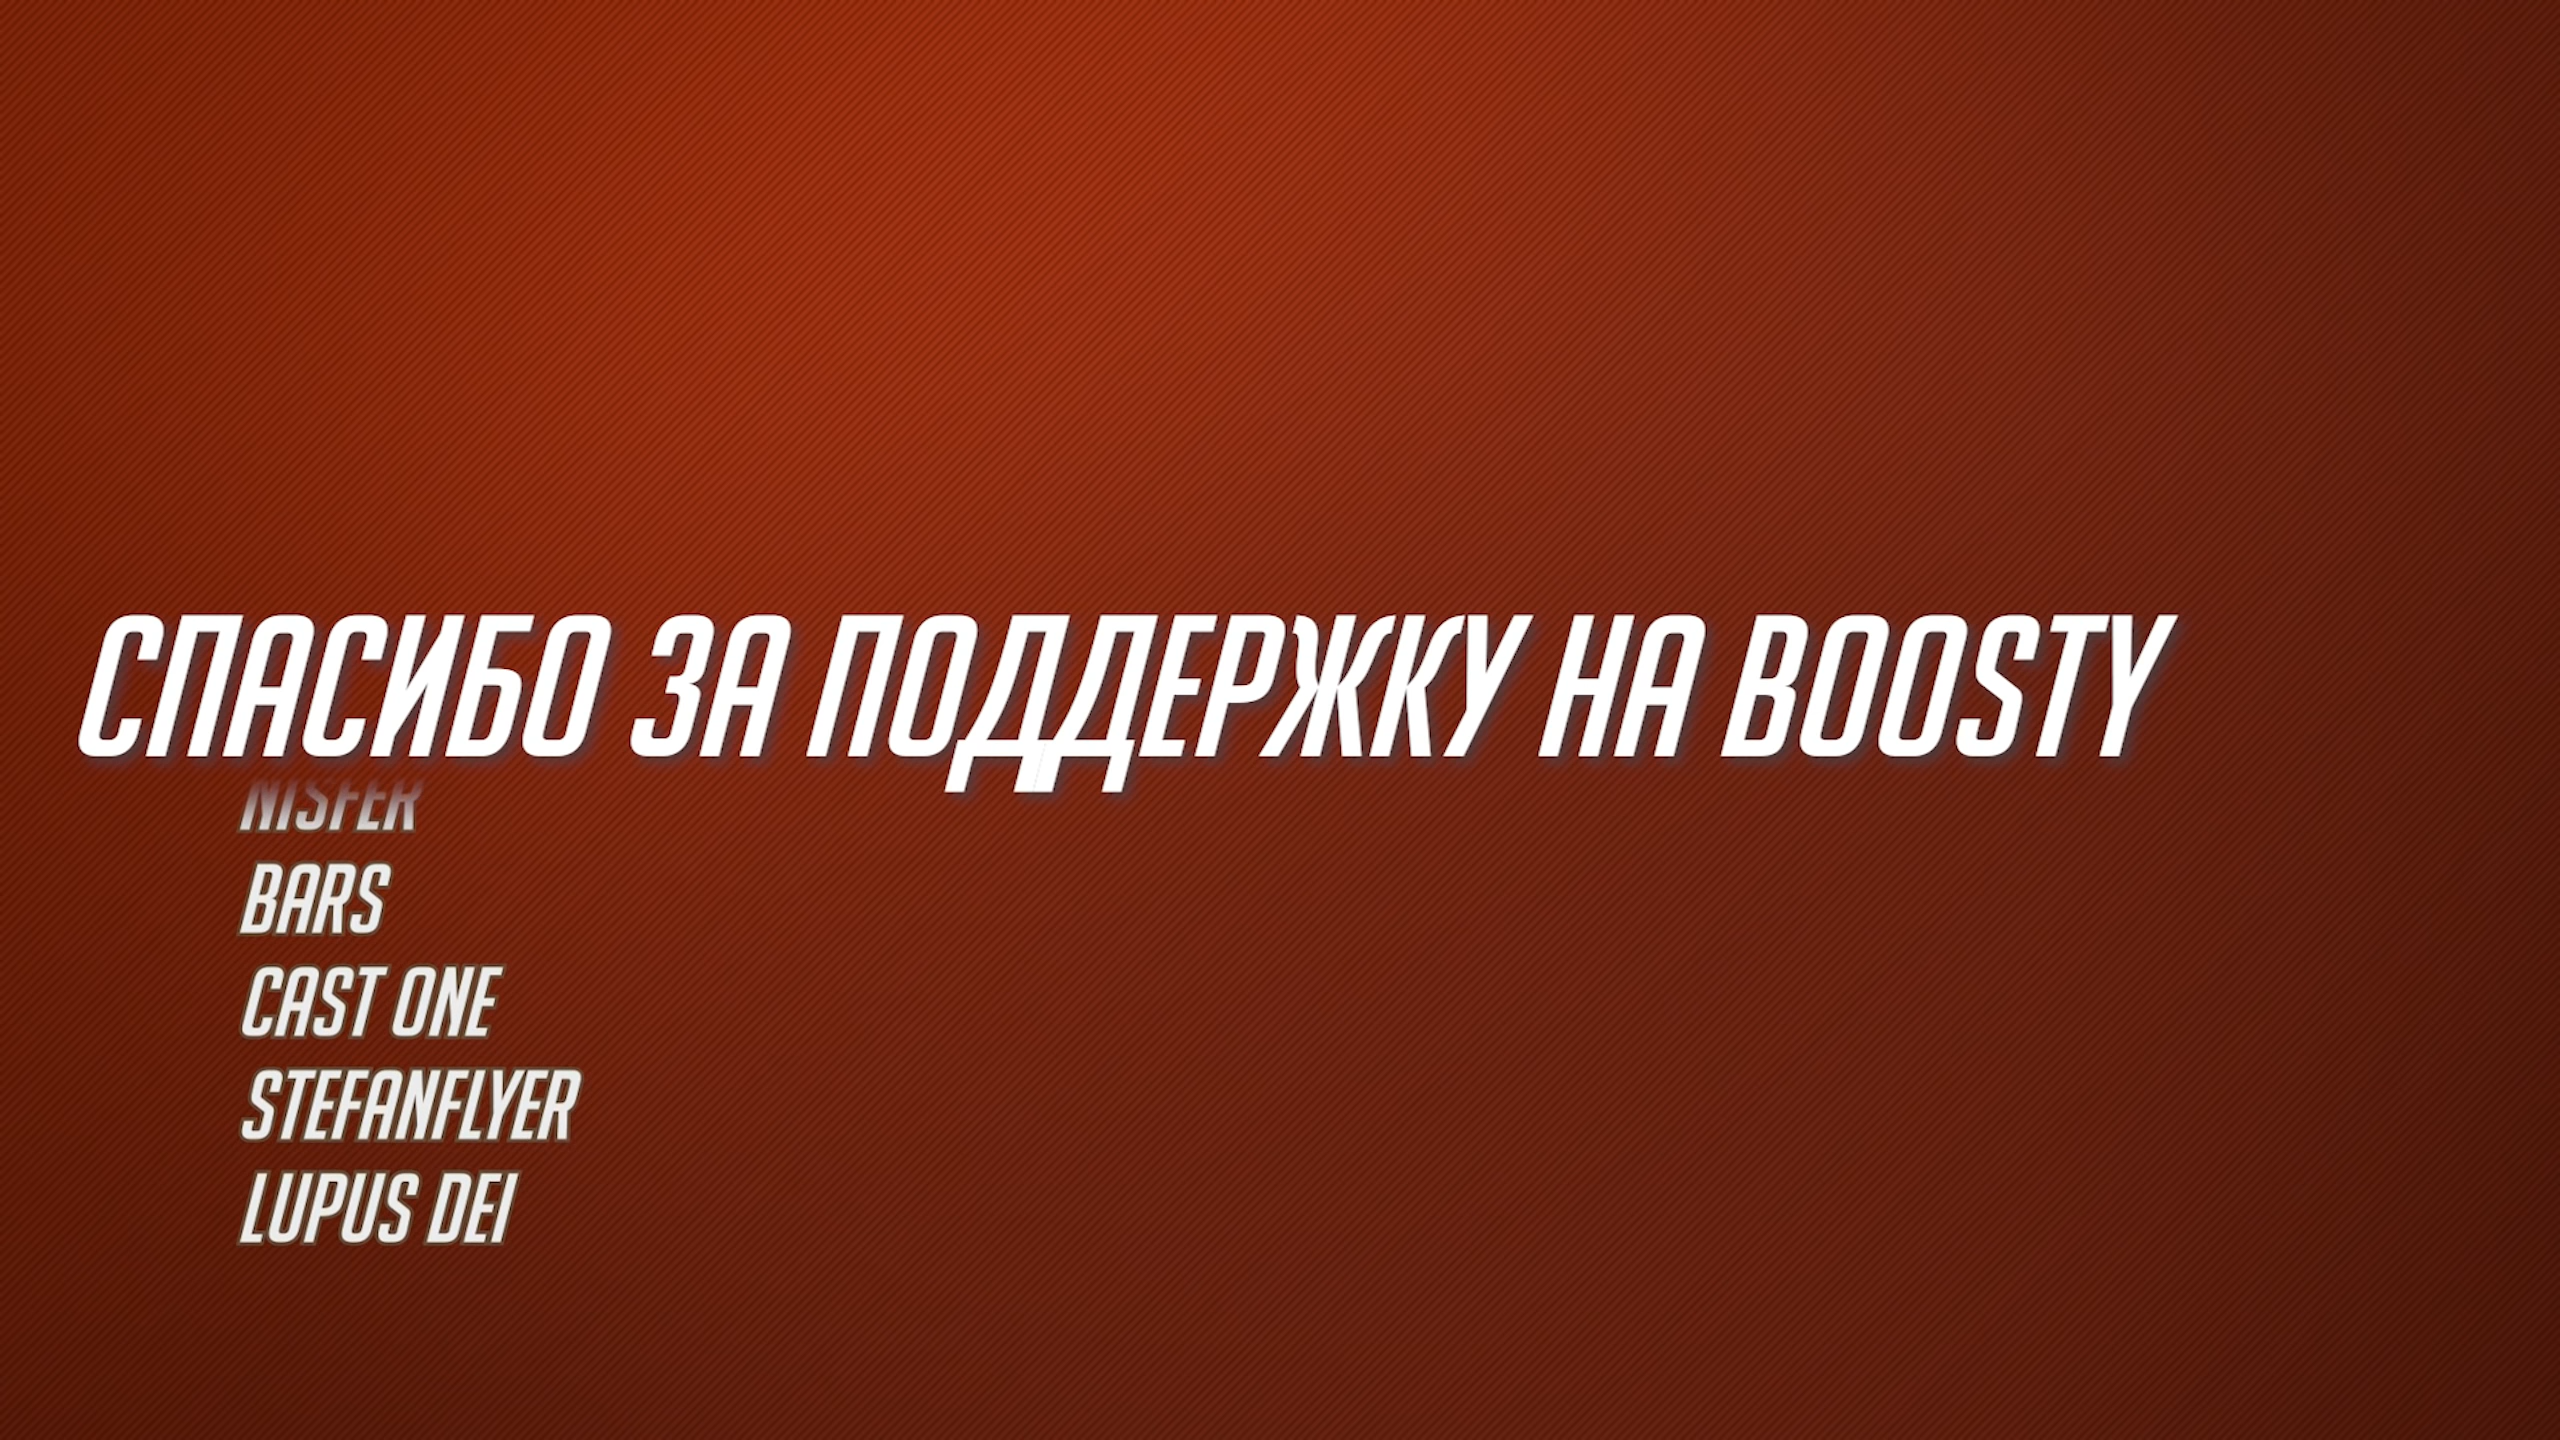 СПАСИБО ЗА ПОДДЕРЖКУ НА BOOSTY
BARS
CAST ONE
STEFANFLYER
LUPUS DEI